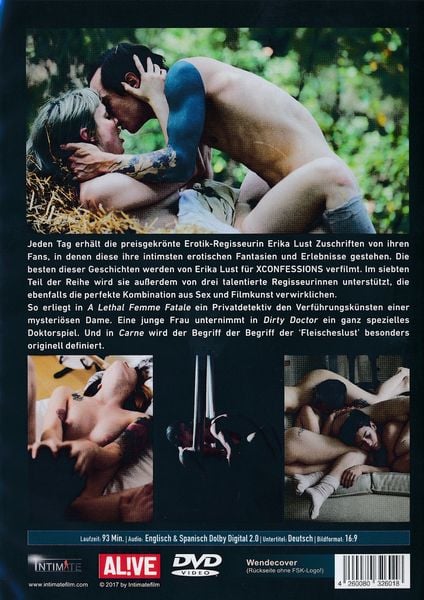 Jeden Tag erhält die preisgekrönte Erotik-Regisseurin Erika Lust Zuschriften von ihren
Fans, in denen diese ihre intimsten erotischen Fantasien und Erlebnisse gestehen. Die
besten dieser Geschichten werden von Erika Lust für XCONFESSIONS verfilmt. Im siebten
Teil der Reihe wird sie außerdem von drei talentierte Regisseurinnen unterstützt, die
ebenfalls die perfekte Kombination aus Sex und Filmkunst verwirklichen.
So erliegt in A Lethal Femme Fatale ein Privatdetektiv den Verführungskünsten einer
mysteriösen Dame. Eine junge Frau unternimmt in Dirty Doctor ein ganz spezielles
Doktorspiel. Und in Carne wird der Begriff der Begriff der 'Fleischeslust' besonders
originell definiert.
Laufzeit: 93 Min. | Audio: Englisch & Spanisch Dolby Digital 2.0 | Untertitel: Deutsch | Bildformat: 16:9
INTIMATE
www.intimatefilm.com
AL!VE
© 2017 by Intimatefilm
DVD
VIDEO
Wendecover
(Rückseite ohne FSK-Logo!)
4 260080 326018